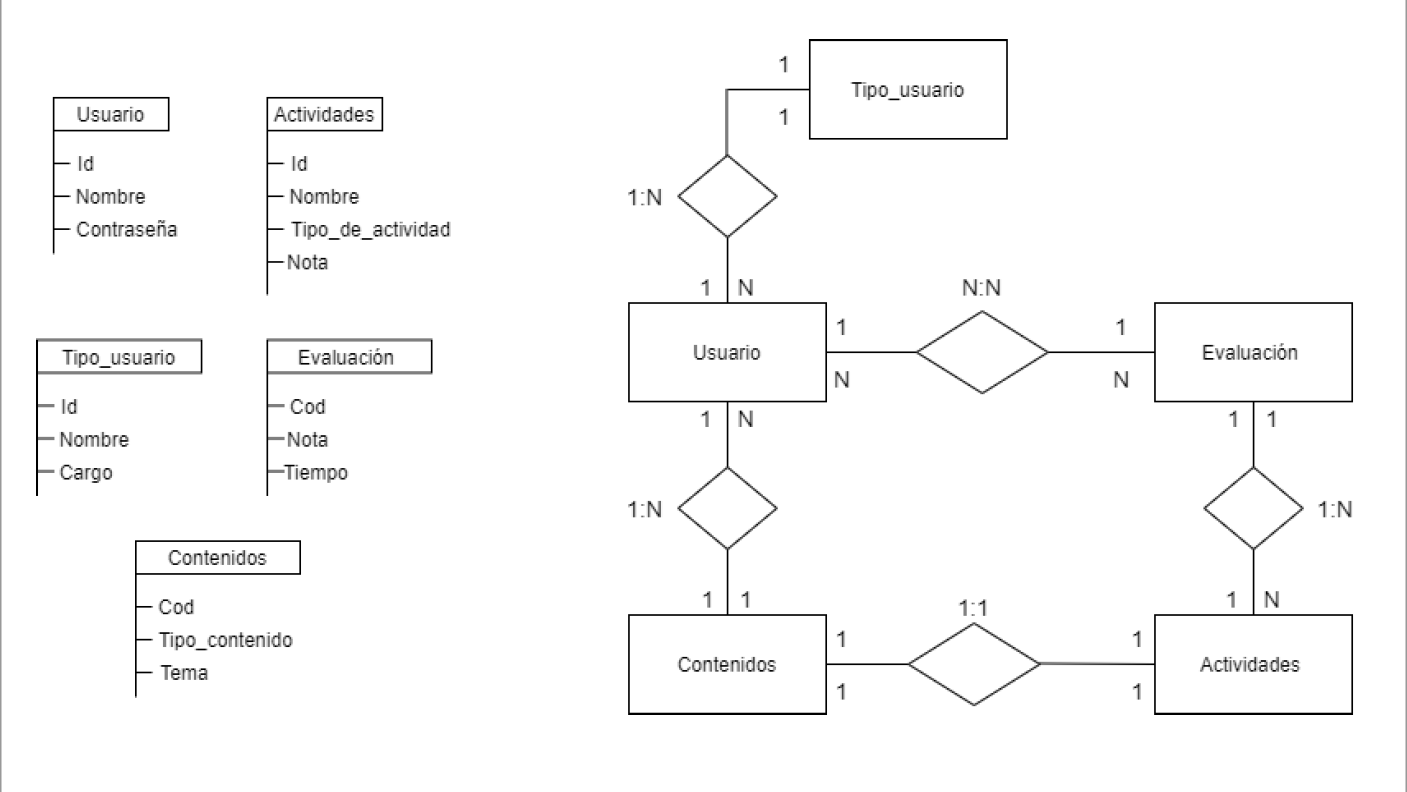 Usuario
Id
Nombre
Contraseña
Actividades
Id
Nombre
Tipo_de_actividad
Nota
Tipo_usuario
Id
Nombre
Cargo
Evaluación
Cod
Nota
Tiempo
Contenidos
Cod
Tipo_contenido
Tema
1
Tipo_usuario
1
1:N
1 N
N:N
Usuario
1
N
1
N
Evaluación
1 N
1 1
1:N
1:N
1 1
1 N
1:1
Contenidos
1
1
1
1
Actividades